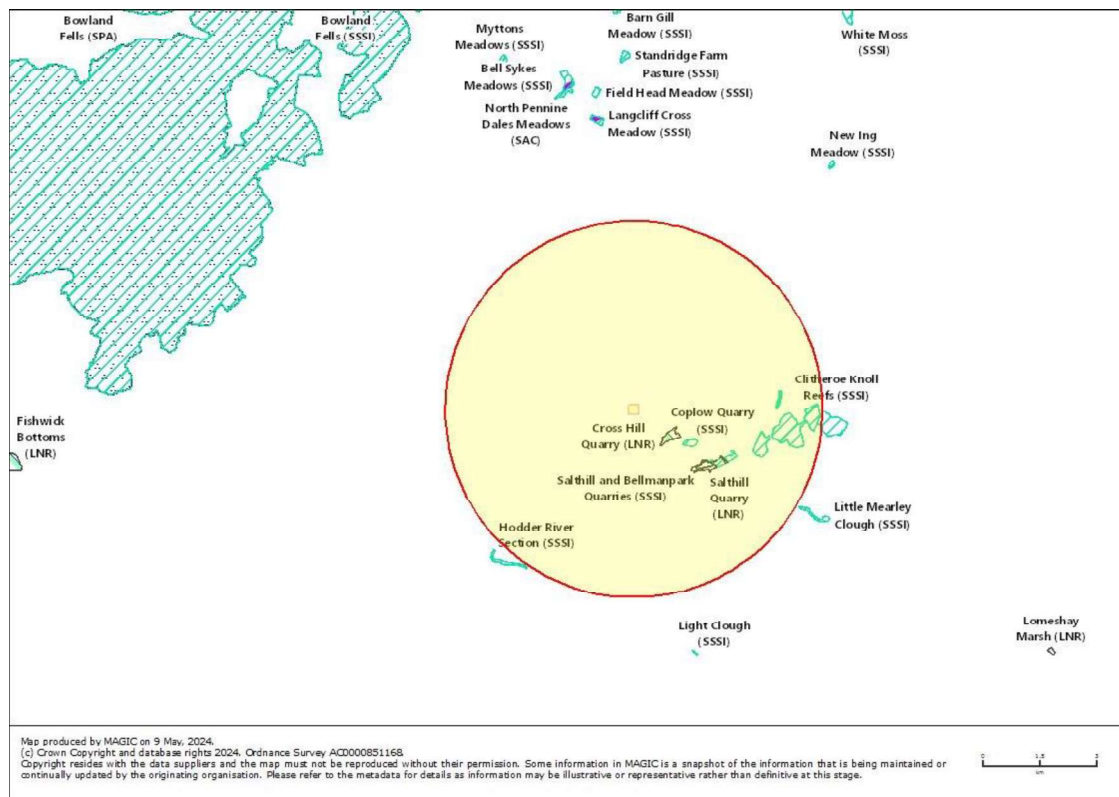 Bowland
Fells (SPA)
Bowland
Fells (SSSI)
Myttons
Meadows (SSSI)
Barn Gill
Meadow (SSSI)
White Moss
(SSSI)
Standridge Farm
Pasture (SSSI)
Bell Sykes
Meadows (SSSI)
Field Head Meadow (SSSI)
North Pennine
Dales Meadows
(SAC)
Langcliff Cross
Meadow (SSSI)
New Ing
Meadow (SSSI)
Clitheroe Knoll
Reefs (SSSI)
Fishwick
Bottoms
(LNR)
Coplow Quarry
(SSSI)
Cross Hill
Quarry (LNR)
Salthill and Bellmanpark
Quarries (SSSI)
Salthill
Quarry
(LNR)
Little Mearley
Clough (SSSI)
Hodder River
Section (SSSI)
Light Clough
(SSSI)
Lomeshay
Marsh (LNR)
Map produced by MAGIC on 9 May, 2024.
(c) Crown Copyright and database rights 2024. Ordnance Survey AC0000851168.
Copyright resides with the data suppliers and the map must not be reproduced without their permission. Some information in MAGIC is a snapshot of the information that is being maintained or
continually updated by the originating organisation. Please refer to the metadata for details as information may be illustrative or representative rather than definitive at this stage.
0 1.5 3
km